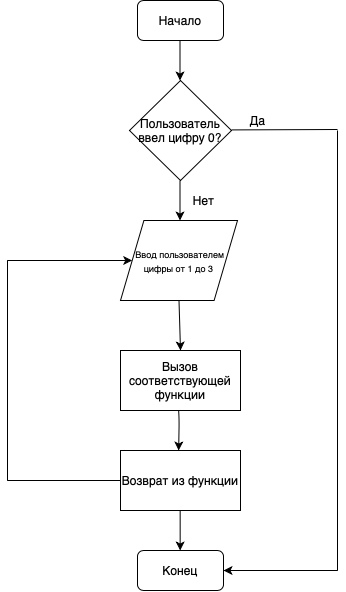 Начало
Пользователь
ввел цифру 0?
Да
Нет
Ввод пользователем
цифры от 1 до 3
Вызов
соответствующей
функции
Возврат из функции
Конец